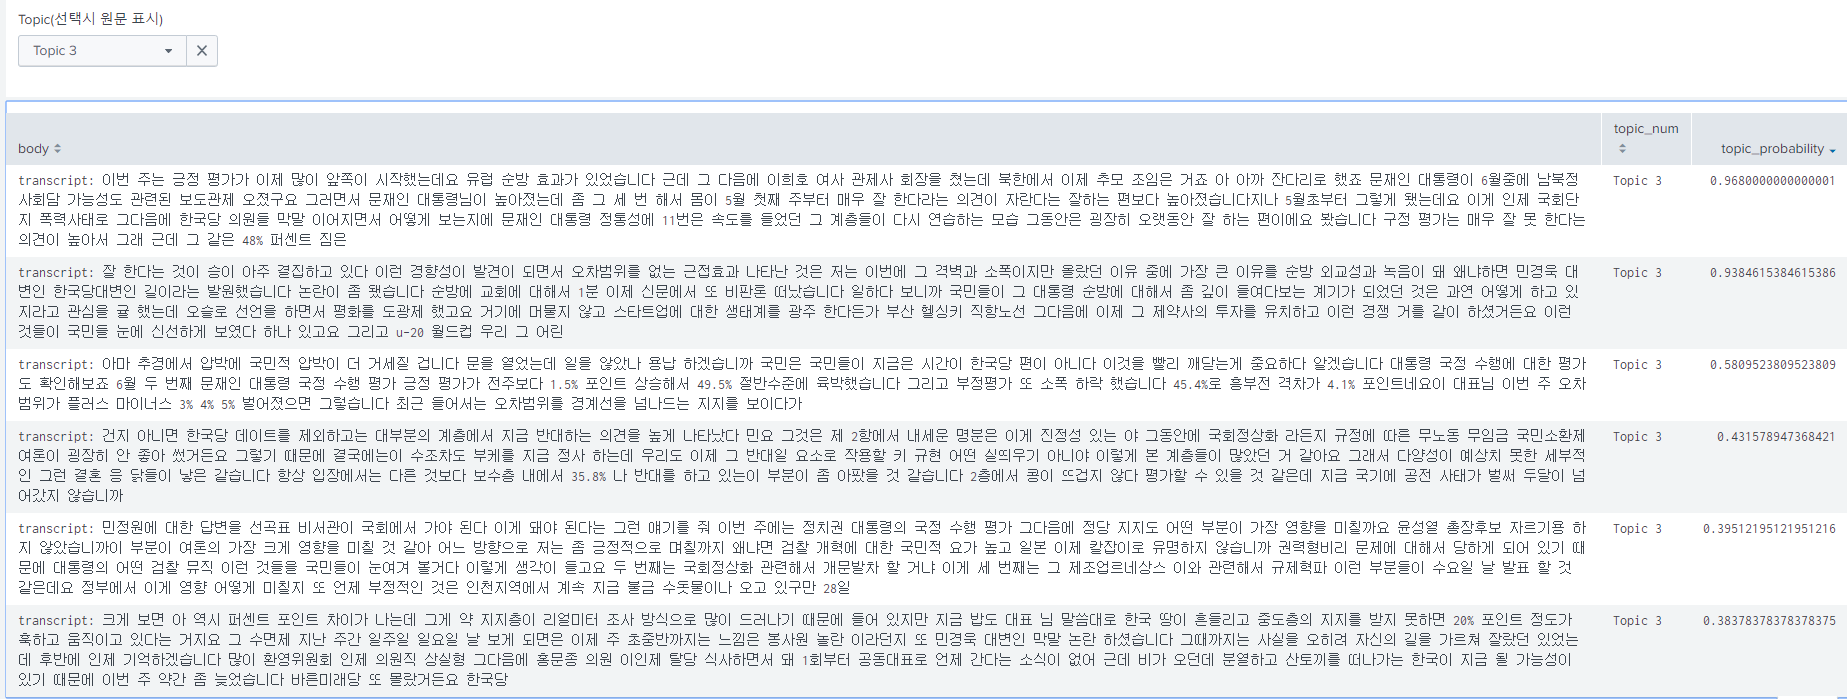 Topic(선택시 원문 표시)
Topic 3
body
topic_num
topic_probability
transcript: 이번 주는 긍정 평가가 이제 많이 앞쪽이 시작했는데요 유럽 순방 효과가 있었습니다 근데 그 다음에 이희호 여사 관제사 회장을 쳤는데 북한에서 이제 추모 조임은 거죠 아 아까 잔다리로 했죠 문재인 대통령이 6월중에 남북정
사회담 가능성도 관련된 보도관제 오졌구요 그러면서 문재인 대통령님이 높아졌는데 좀 그 세 번 해서 몸이 5월 첫째 주부터 매우 잘 한다라는 의견이 자란다는 잘하는 편보다 높아졌습니다지나 5월초부터 그렇게 됐는데요 이게 인제 국회단
지 폭력사태로 그다음에 한국당 의원들 막말 이어지면서 어떻게 보는지에 문재인 대통령 정통성에 11번은 속도를 들었던 그 계층들이 다시 연습하는 모습 그동안은 굉장히 오랫동안 잘 하는 편이에요 봤습니다 구정 평가는 매우 잘 못 한다는
의견이 높아서 그래 근데 그 같은 48% 퍼센트 짐은
Topic 3
0.9680000000000001
transcript: 잘 한다는 것이 승이 아주 결집하고 있다 이런 경향성이 발견이 되면서 오차범위를 없는 근접효과 나타난 것은 저는 이번에 그 격벽과 소폭이지만 올랐던 이유 중에 가장 큰 이유를 순방 외교성과 녹음이 돼 왜냐하면 민경욱 대
변인 한국당대변인 길이라는 발원했습니다 논란이 좀 됐습니다 순방에 교회에 대해서 1분 이제 신문에서 또 비판론 떠났습니다 일하다 보니까 국민들이 그 대통령 순방에 대해서 좀 깊이 들여다보는 계기가 되었던 것은 과연 어떻게 하고 있
지라고 관심을 귤 했는데 오슬로 선언을 하면서 평화를 도광제 했고요 거기에 머물지 않고 스타트업에 대한 생태계를 광주 한다든가 부산 헬싱키 직항노선 그다음에 이제 그 제약사의 투자를 유치하고 이런 경쟁 거를 같이 하셨거든요 이런
것들이 국민들 눈에 신선하게 보였다 하나 있고요 그리고 u-20 월드컵 우리 그 어린
Topic 3
0.9384615384615386
transcript: 아마 추경에서 압박에 국민적 압박이 더 거세질 겁니다 문을 열었는데 일을 않았나 용납 하겠습니까 국민은 국민들이 지금은 시간이 한국당 편이 아니다 이것을 빨리 깨닫는게 중요하다 알겠습니다 대통령 국정 수행에 대한 평가
도 확인해보죠 6월 두 번째 문재인 대통령 국정 수행 평가 긍정 평가가 전주보다 1.5% 포인트 상승해서 49.5% 절반수준에 육박했습니다 그리고 부정평가 또 소폭 하락 했습니다 45.4%로 흥부전 격차가 4.1% 포인트네요이 대표님 이번 주 오차
범위가 플러스 마이너스 3% 4% 5% 벌어졌으면 그렇습니다 최근 들어서는 오차범위를 경계선을 넘나드는 지지를 보이다가
Topic 3
0.5809523809523809
transcript: 건지 아니면 한국당 데이트를 제외하고는 대부분의 계층에서 지금 반대하는 의견을 높게 나타났다 민요 그것은 제 2항에서 내세운 명분은 이게 진정성 있는 야 그동안에 국회정상화 라든지 규정에 따른 무노동 무임금 국민소환제
여론이 굉장히 안 좋아 썼거든요 그렇기 때문에 결국에는이 수조차도 부케를 지금 정사 하는데 우리도 이제 그 반대일 요소로 작용할 키 규현 어떤 실띄우기 아니야 이렇게 본 계층들이 많았던 거 같아요 그래서 다양성이 예상치 못한 세부적
인 그런 결혼 응 닭들이 낳은 같습니다 항상 입장에서는 다른 것보다 보수층 내에서 35.8% 나 반대를 하고 있는이 부분이 좀 아팠을 것 같습니다 2층에서 콩이 뜨겁지 않다 평가할 수 있을 것 같은데 지금 국기에 공전 사태가 벌써 두달이 넘
어갔지 않습니까
Topic 3
0.431578947368421
transcript: 민정원에 대한 답변을 선곡표 비서관이 국회에서 가야 된다 이게 돼야 된다는 그런 얘기를 줘 이번 주에는 정치권 대통령의 국정 수행 평가 그다음에 정당 지지도 어떤 부분이 가장 영향을 미칠까요 윤성열 총장후보 자르기용 하
지 않았습니까이 부분이 여론의 가장 크게 영향을 미칠 것 같아 어느 방향으로 저는 좀 긍정적으로 며칠까지 왜냐면 검찰 개혁에 대한 국민적 요가 높고 일본 이제 칼잡이로 유명하지 않습니까 권력형비리 문제에 대해서 당하게 되어 있기 때
문에 대통령의 어떤 검찰 뮤직 이런 것들을 국민들이 눈여겨 볼거다 이렇게 생각이 들고요 두 번째는 국회정상화 관련해서 개문발차 할 거냐 이게 세 번째는 그 제조업르네상스 이와 관련해서 규제혁파 이런 부분들이 수요일 날 발표 할 것
같은데요 정부에서 이게 영향 어떻게 미칠지 또 언제 부정적인 것은 인천지역에서 계속 지금 붉금 수돗물이나 오고 있구만 28일
Topic 3
0.39512195121951216
transcript: 크게 보면 아 역시 퍼센트 포인트 차이가 나는데 그게 약 지지층이 리얼미터 조사 방식으로 많이 드러나기 때문에 들어 있지만 지금 밥도 대표 님 말씀대로 한국 땅이 흔들리고 중도층의 지지를 받지 못하면 20% 포인트 정도가
훅하고 움직이고 있다는 거지요 그 수면제 지난 주간 일주일 일요일 날 보게 되면은 이제 주 초중반까지는 느낌은 봉사원 놀란 이라던지 또 민경욱 대변인 막말 논란 하셨습니다 그때까지는 사실을 오히려 자신의 길을 가르쳐 잘랐던 있었는
데 후반에 인제 기억하겠습니다 많이 환영위원회 인제 의원직 상실형 그다음에 홍문종 의원 이인제 탈당 식사하면서 돼 1회부터 공동대표로 언제 간다는 소식이 없어 근데 비가 오던데 분열하고 산토끼를 떠나가는 한국이 지금 될 가능성이
있기 때문에 이번 주 약간 좀 늦었습니다 바른미래당 또 몰랐거든요 한국당
Topic 3
0.38378378378378375